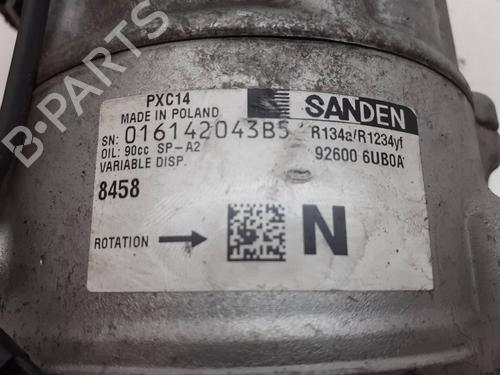 PXC14
MADE IN POLAND
SANDEN
SN: 016142043B5
R134a/R1234yf
OIL: 90cc SP-A2
92600 6UB0A
VARIABLE DISP.
8458
ROTATION
N
B-PARTS